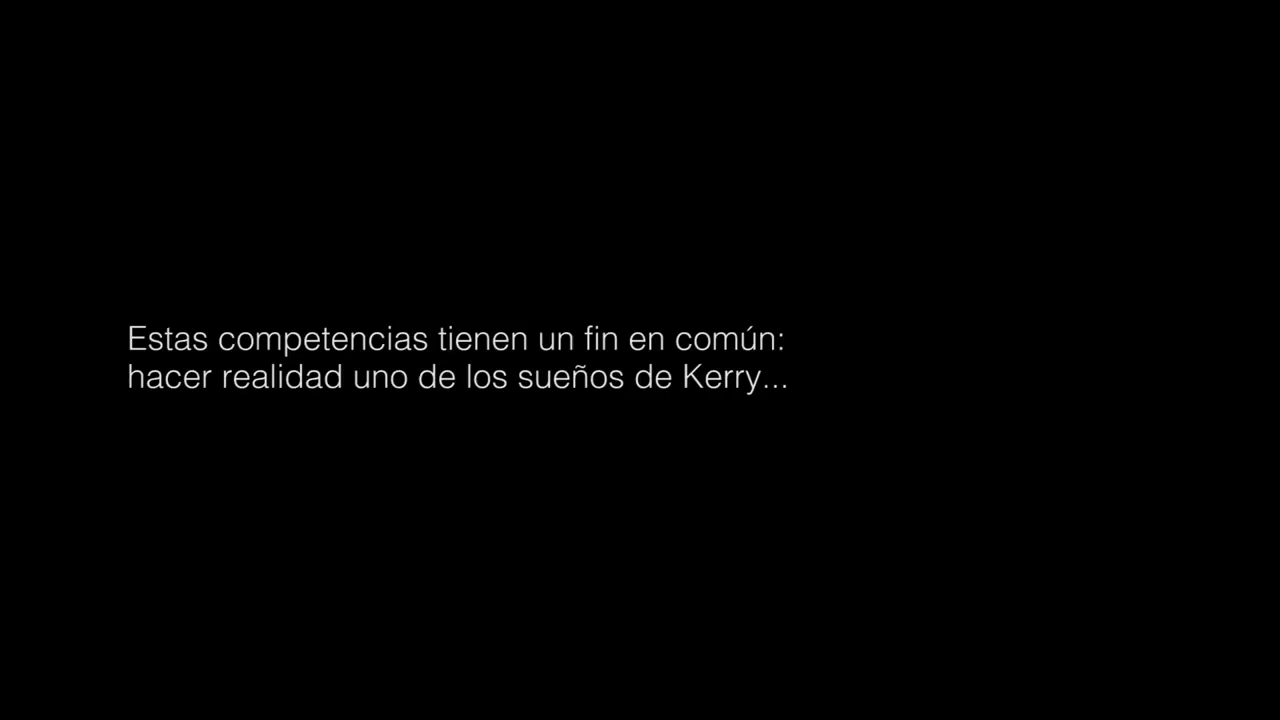 Estas competencias tienen un fin en común:
hacer realidad uno de los sueños de Kerry...